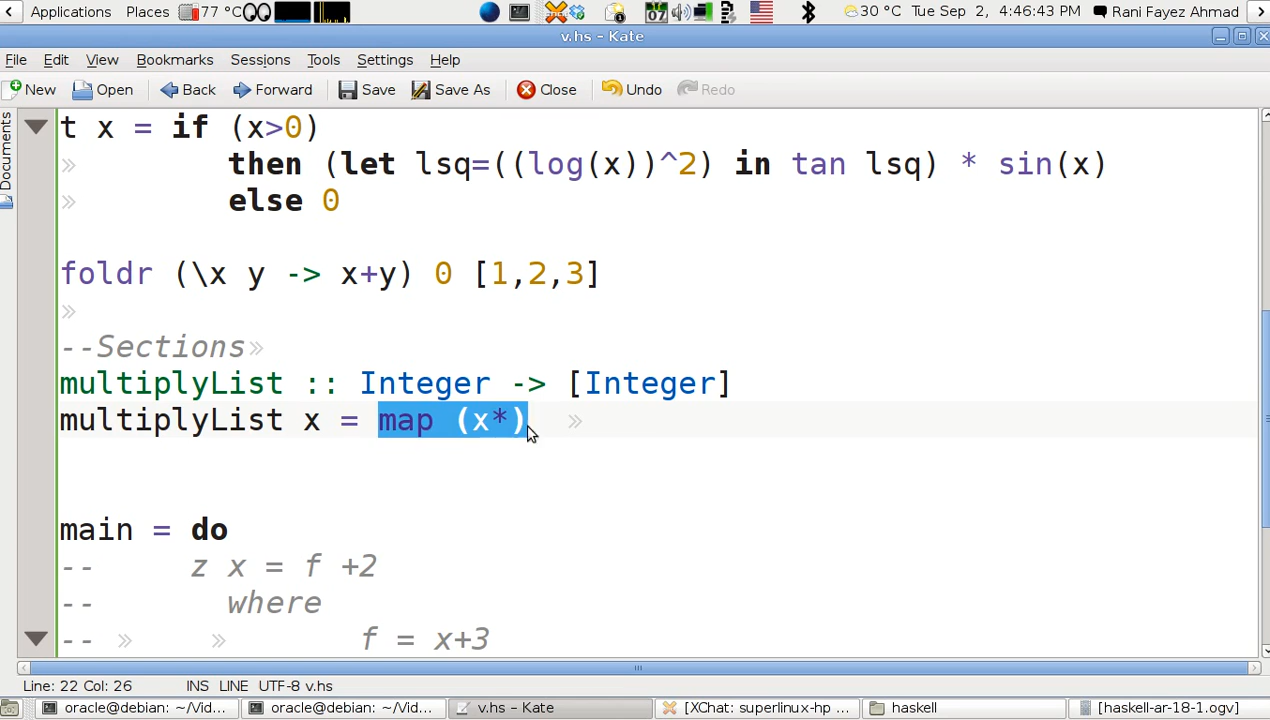 Applications Places 77 °C 07 30 °C Tue Sep 2, 4:46:43 PM Rani Fayez Ahmad
v.hs – Kate
File Edit View Bookmarks Sessions Tools Settings Help
New Open Back Forward Save Save As Close Undo Redo
Documents
t x = if (x>0)
» then (let lsq=((log(x))^2) in tan lsq) * sin(x)
» else 0
foldr (\x y -> x+y) 0 [1,2,3]
»
--Sections»
multiplyList :: Integer -> [Integer]
multiplyList x = map (x*) »
main = do
-- z x = f +2
-- where
-- » » f = x+3
Line: 22 Col: 26 INS LINE UTF-8 v.hs
oracle@debian: ~/Vid... oracle@debian: ~/Vid... v.hs – Kate [XChat: superlinux-hp ... haskell [haskell-ar-18-1.ogv]